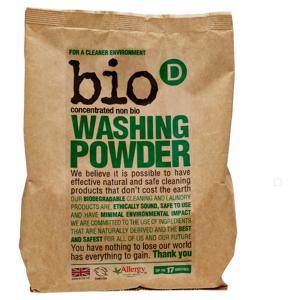 FOR A CLEANER ENVIRONMENT
bio D
concentrated non bio
WASHING
POWDER
We believe it is possible to have
effective natural and safe cleaning
products that don't cost the earth
OUR BIODEGRADABLE CLEANING AND LAUNDRY
PRODUCTS ARE, ETHICALLY SOUND, SAFE TO USE
AND HAVE MINIMAL ENVIRONMENTAL IMPACT
WE ARE COMMITTED TO THE USE OF INGREDIENTS
THAT ARE NATURALLY DERIVED AND THE BEST
AND SAFEST FOR ALL OF US AND OUR FUTURE
You have nothing to lose our world
has everything to gain. Thank you
Allergy
UP TO 17 WASHES